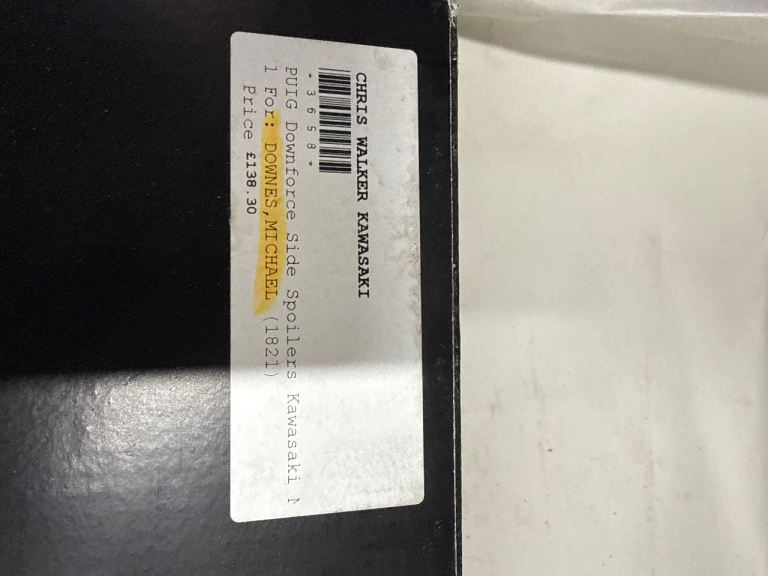 CHRIS WALKER KAWASAKI
* 3 6 5 8 *
PUIG Downforce Side Spoilers Kawasaki
1 For: DOWNES,MICHAEL (1821)
Price £138.30